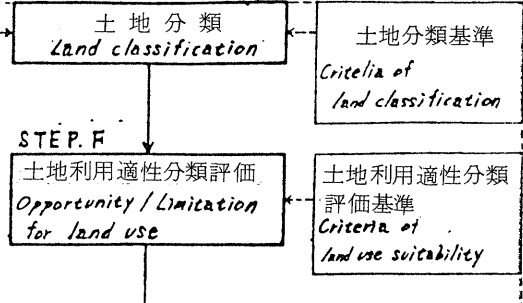 土地分類
Land classification
土地分類基準
Critelia of
land classification
STEP. F
土地利用適性分類評価
Opportunity / Limitation
for land use
土地利用適性分類
評価基準
Criteria of
land use suitability